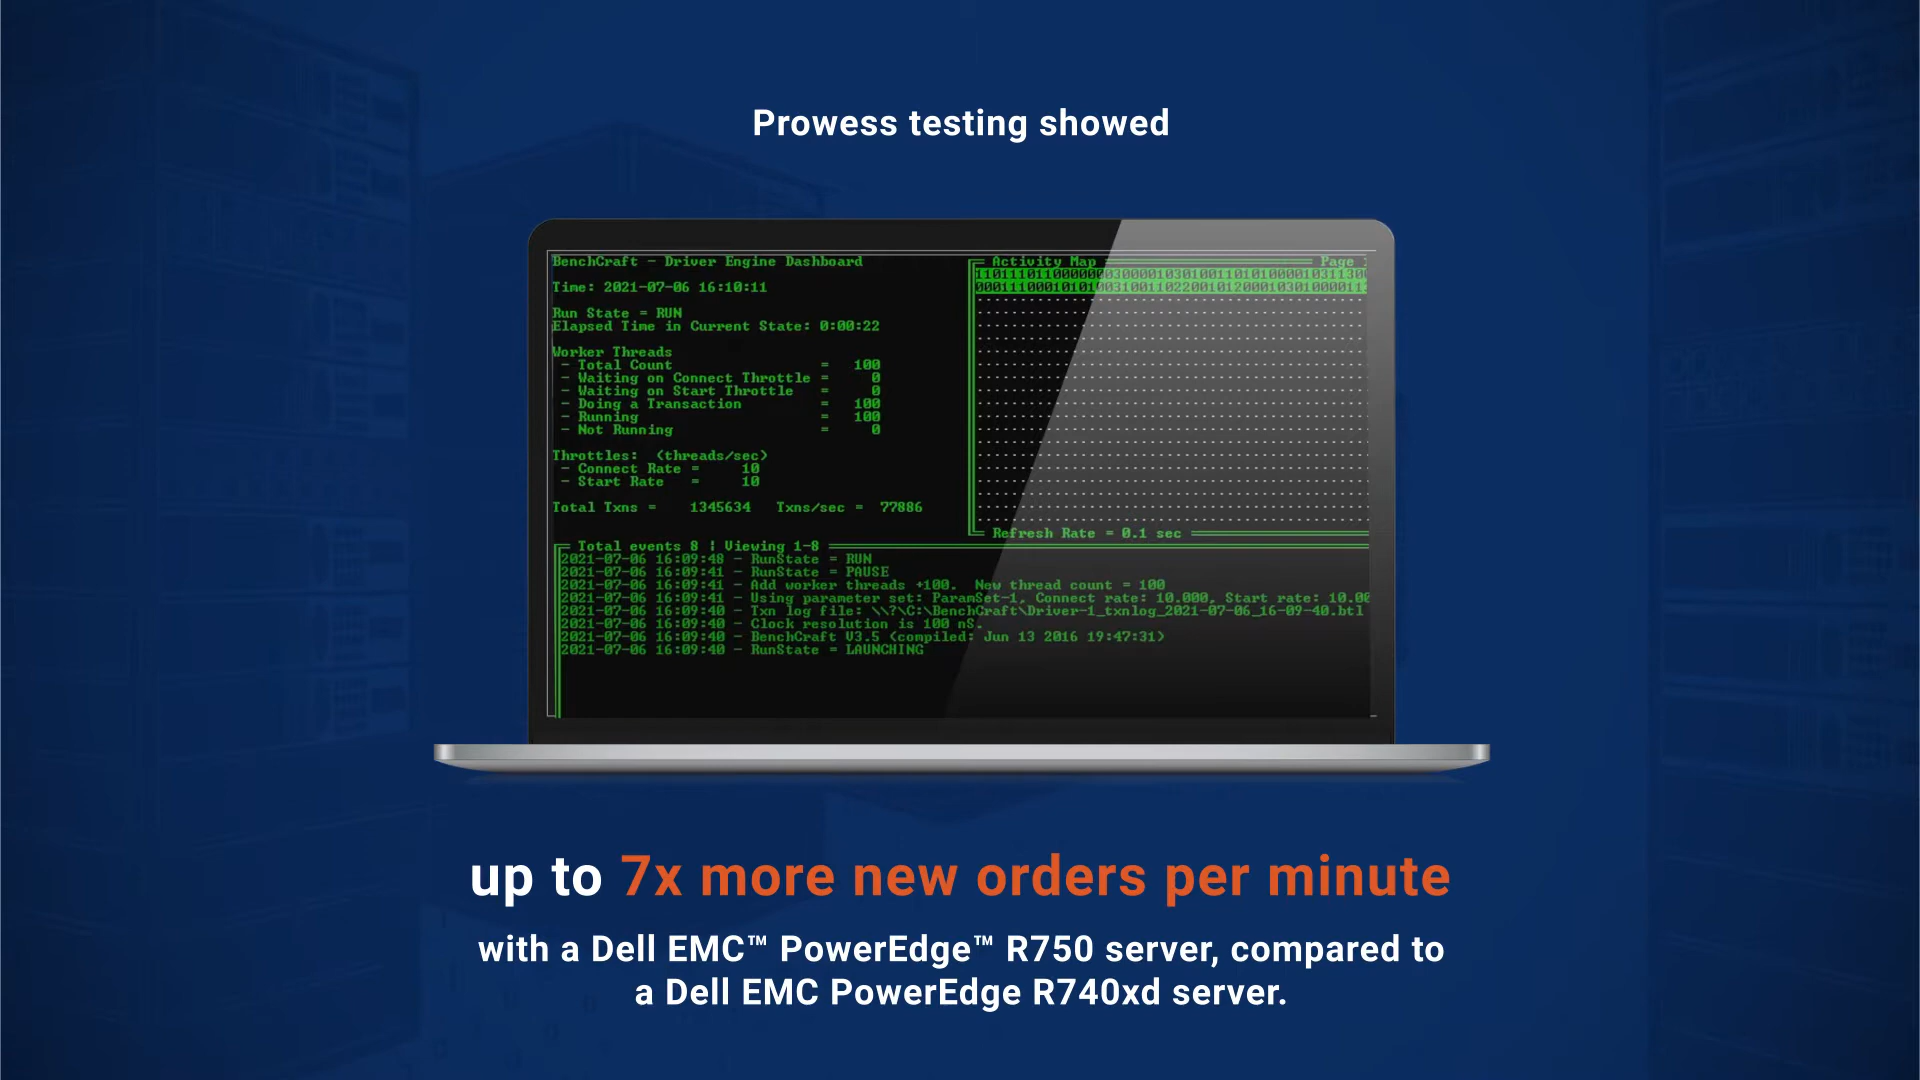 Prowess testing showed
BenchCraft - Driver Engine Dashboard
Time: 2021-07-06 16:10:11
Run State = RUN
Elapsed Time in Current State: 0:00:22
Worker Threads
- Total Count = 100
- Waiting on Connect Throttle = 0
- Waiting on Start Throttle = 0
- Doing a Transaction = 100
- Running = 100
- Not Running = 0
Throttles: (threads/sec)
- Connect Rate = 10
- Start Rate = 10
Total Txns = 1345634 Txns/sec = 77886
Activity Map Page
Refresh Rate = 0.1 sec
Total events 8 | Viewing 1-8
2021-07-06 16:09:48 - RunState = RUN
2021-07-06 16:09:41 - RunState = PAUSE
2021-07-06 16:09:41 - Add worker threads +100. New thread count = 100
2021-07-06 16:09:41 - Using parameter set: ParamSet-1, Connect rate: 10.000, Start rate: 10.00
2021-07-06 16:09:40 - Txn log file: \\?\C:\BenchCraft\Driver-1_txnlog_2021-07-06_16-09-40.btl
2021-07-06 16:09:40 - Clock resolution is 100 nS.
2021-07-06 16:09:40 - BenchCraft V3.5 (compiled: Jun 13 2016 19:47:31)
2021-07-06 16:09:40 - RunState = LAUNCHING
up to 7x more new orders per minute
with a Dell EMC™ PowerEdge™ R750 server, compared to
a Dell EMC PowerEdge R740xd server.